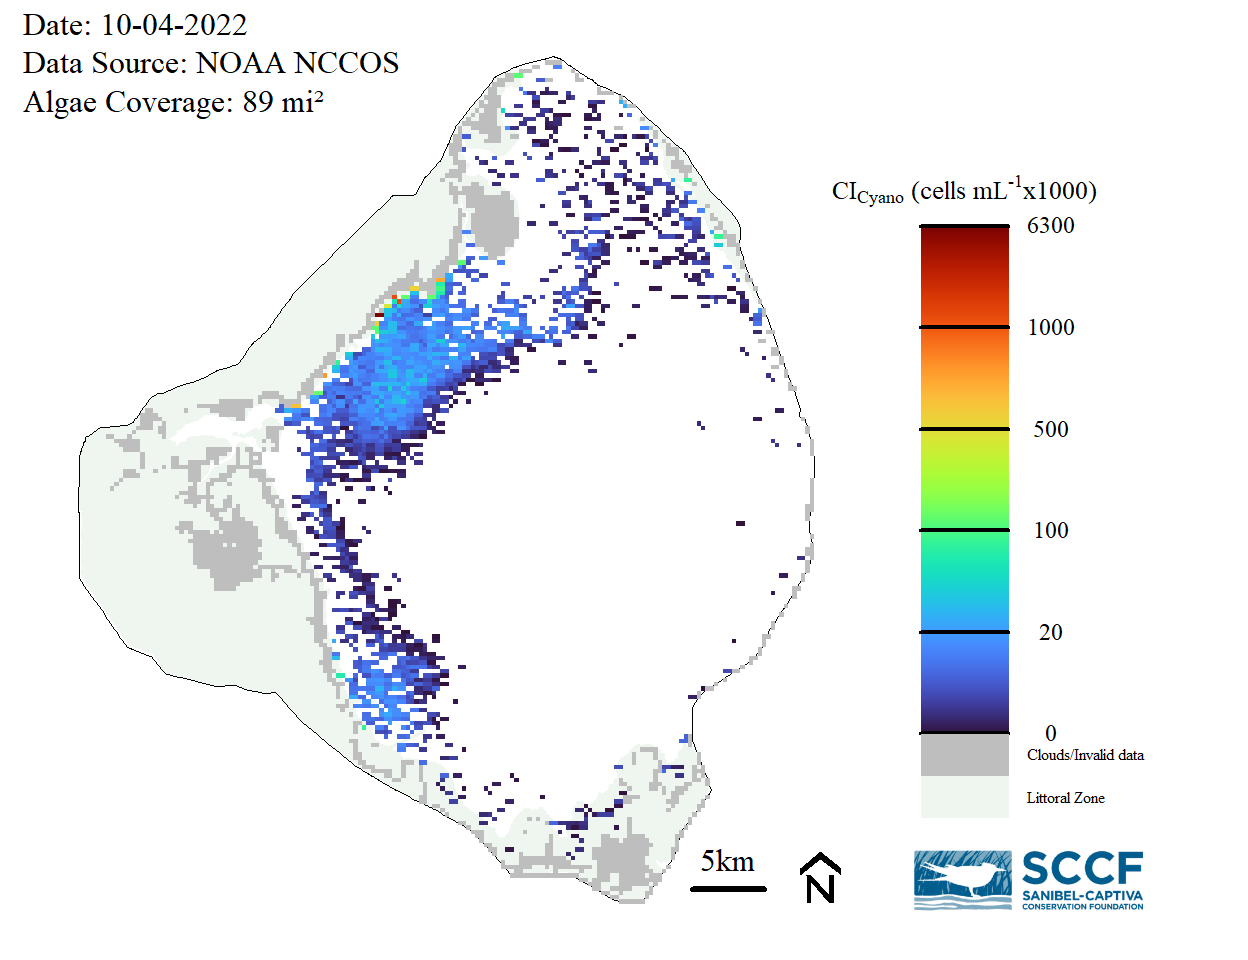 Date: 10-04-2022
Data Source: NOAA NCCOS
Algae Coverage: 89 mi²
CICyano (cells mL-1x1000)
6300
1000
500
100
20
0
Clouds/Invalid data
Littoral Zone
5km
N
SCCF
SANIBEL-CAPTIVA
CONSERVATION FOUNDATION